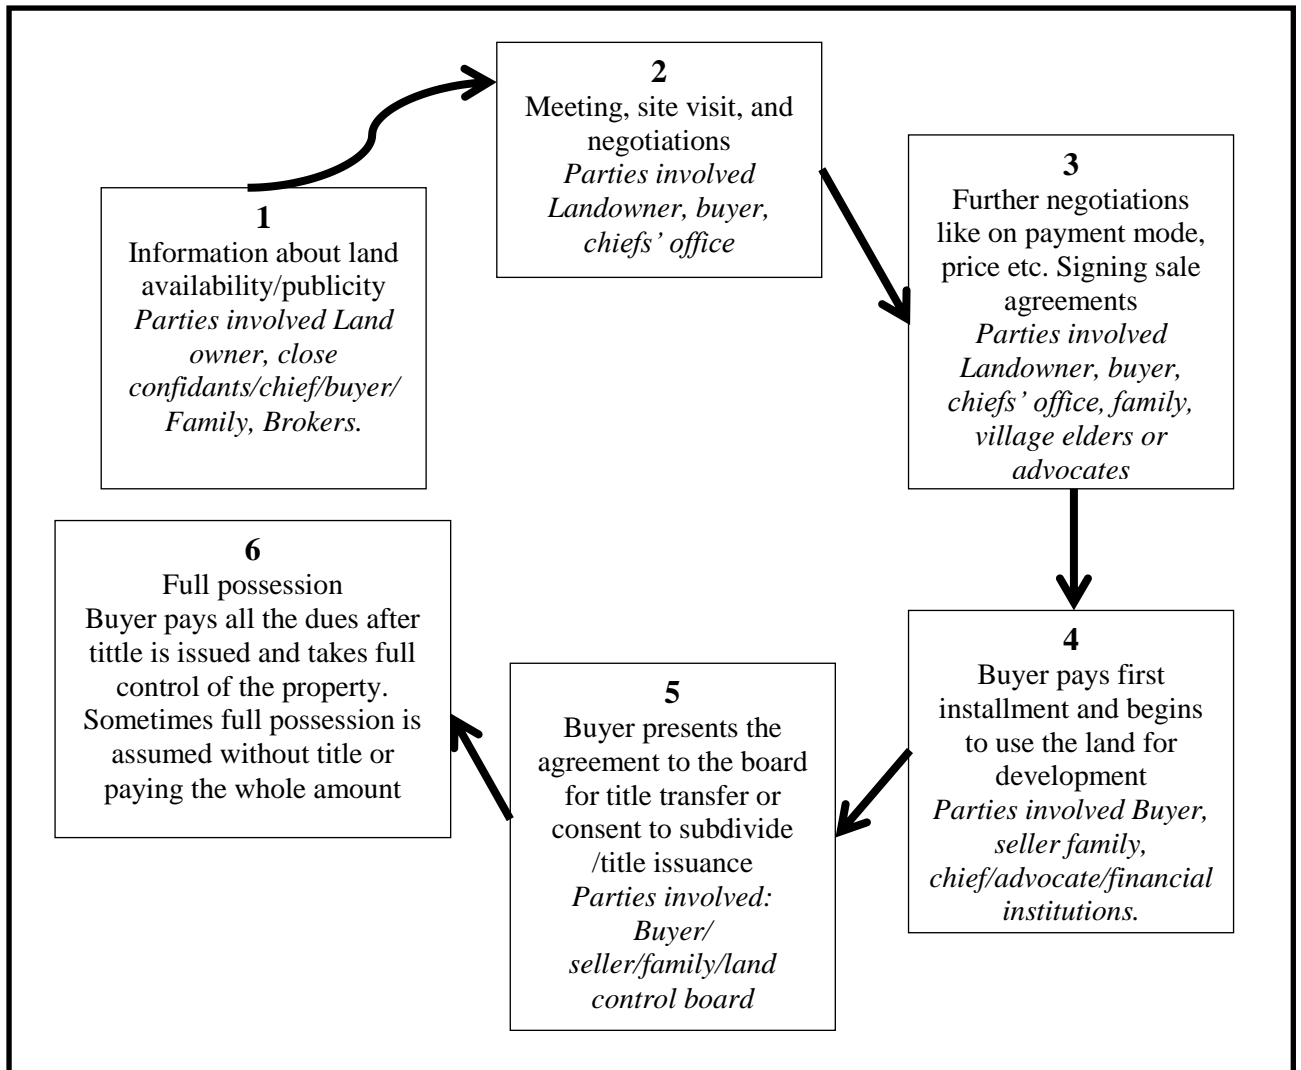 1
Information about land
availability/publicity
Parties involved Land
owner, close
confidants/chief/buyer/
Family, Brokers.
2
Meeting, site visit, and
negotiations
Parties involved
Landowner, buyer,
chiefs’ office
3
Further negotiations
like on payment mode,
price etc. Signing sale
agreements
Parties involved
Landowner, buyer,
chiefs’ office, family,
village elders or
advocates
4
Buyer pays first
installment and begins
to use the land for
development
Parties involved Buyer,
seller family,
chief/advocate/financial
institutions.
5
Buyer presents the
agreement to the board
for title transfer or
consent to subdivide
/title issuance
Parties involved:
Buyer/
seller/family/land
control board
6
Full possession
Buyer pays all the dues after
tittle is issued and takes full
control of the property.
Sometimes full possession is
assumed without title or
paying the whole amount